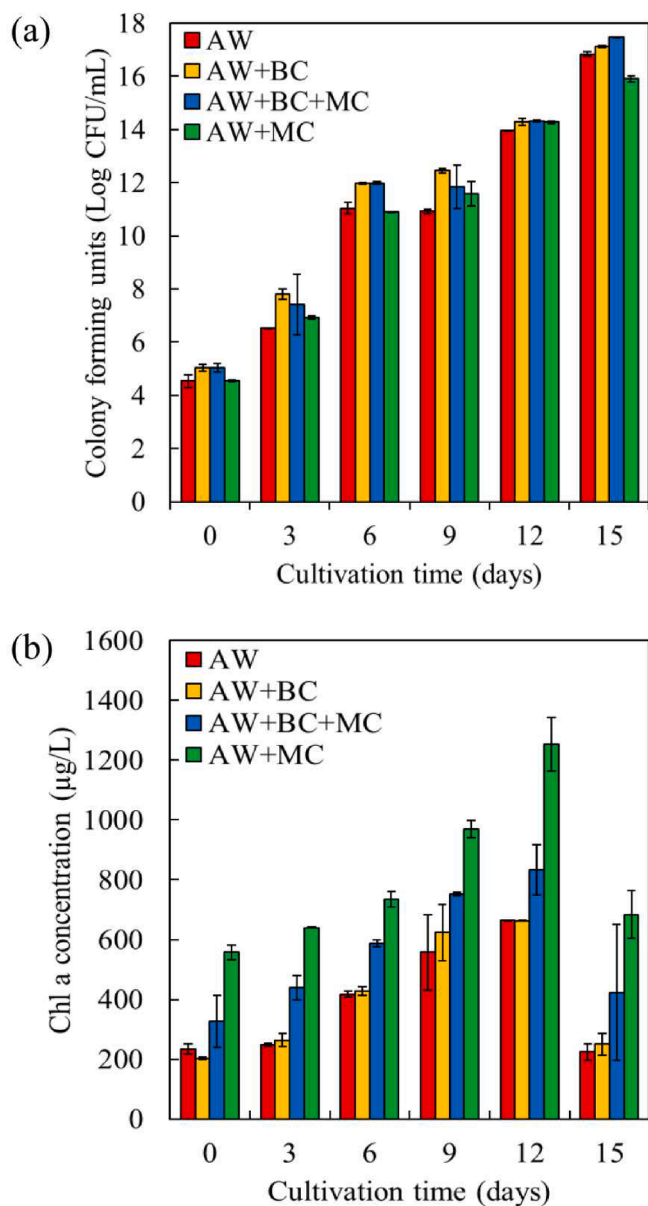 (a)
Colony forming units (Log CFU/mL)
18
16
14
12
10
8
6
4
2
0
AW
AW+BC
AW+BC+MC
AW+MC
0 3 6 9 12 15
Cultivation time (days)
(b)
Chl a concentration (µg/L)
1600
1400
1200
1000
800
600
400
200
0
AW
AW+BC
AW+BC+MC
AW+MC
0 3 6 9 12 15
Cultivation time (days)